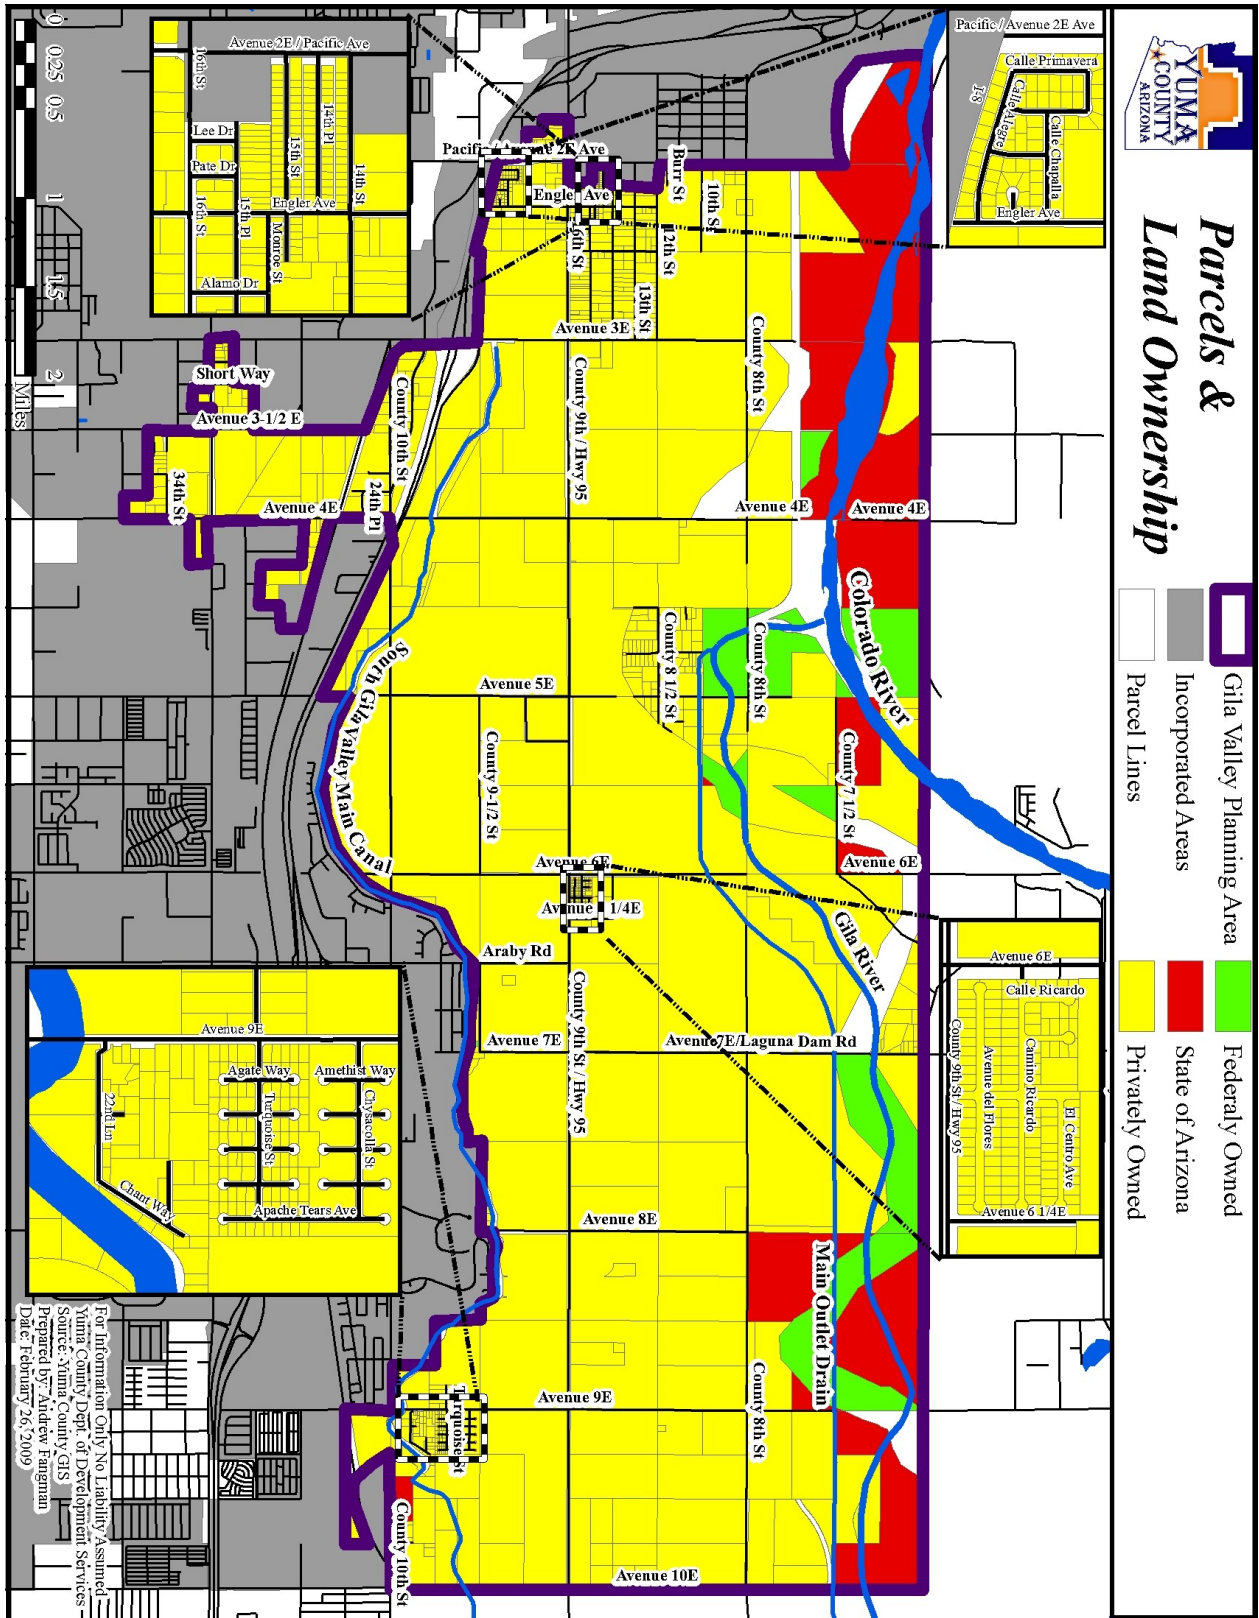 YUMA
COUNTY
ARIZONA
Parcels &
Land Ownership
Gila Valley Planning Area
Incorporated Areas
Parcel Lines
Federaly Owned
State of Arizona
Privately Owned
Pacific / Avenue 2E Ave
Calle Primavera
Calle Alegre
I-8
Calle Chapalla
Engler Ave
Avenue 6E
Calle Ricardo
Camino Ricardo
Avenue del Flores
El Centro Ave
County 9th St / Hwy 95
Avenue 6 1/4E
Avenue 2E / Pacific Ave
16th St
14th Pl
15th St
14th St
Lee Dr
Pate Dr
Engler Ave
16th St
15th Pl
Monroe St
Alamo Dr
Avenue 9E
Agate Way
Amethist Way
Turquoise St
Chysacolla St
22nd Ln
Chant Way
Apache Tears Ave
Pacific / Avenue 2E Ave
Engle
Ave
Burr St
10th St
12th St
6th St
13th St
Avenue 3E
County 8th St
County 9th / Hwy 95
County 10th St
Short Way
Avenue 3-1/2 E
34th St
24th Pl
Avenue 4E
Avenue 4E
Avenue 4E
Colorado River
County 8th St
County 8 1/2 St
Avenue 5E
South Gila Valley Main Canal
County 9-1/2 St
County 7 1/2 St
Avenue 6E
Avenue 6E
Avenue
1/4E
Gila River
Araby Rd
County 9th St / Hwy 95
Avenue 7E
Avenue 7E/Laguna Dam Rd
Avenue 8E
Main Outlet Drain
Avenue 9E
County 8th St
Turquoise St
County 10th St
Avenue 10E
0
0.25
0.5
1
1.5
2
Miles
For Information Only No Liability Assumed
Yuma County Dept. of Development Services
Source: Yuma County GIS
Prepared by: Andrew Fangman
Date: February 26, 2009